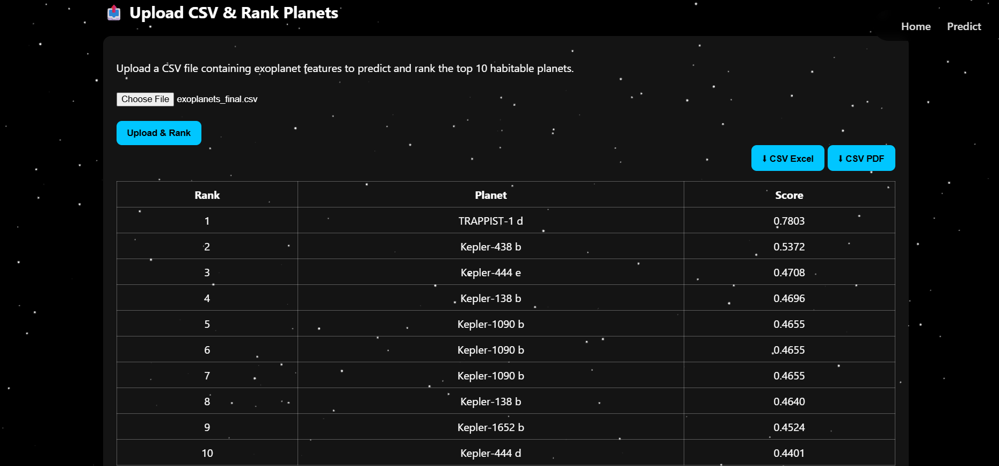 📤 Upload CSV & Rank Planets
Home Predict
Upload a CSV file containing exoplanet features to predict and rank the top 10 habitable planets.
Choose File exoplanets_final.csv
Upload & Rank
⬇ CSV Excel ⬇ CSV PDF
Rank Planet Score
1 TRAPPIST-1 d 0.7803
2 Kepler-438 b 0.5372
3 Kepler-444 e 0.4708
4 Kepler-138 b 0.4696
5 Kepler-1090 b 0.4655
6 Kepler-1090 b 0.4655
7 Kepler-1090 b 0.4655
8 Kepler-138 b 0.4640
9 Kepler-1652 b 0.4524
10 Kepler-444 d 0.4401